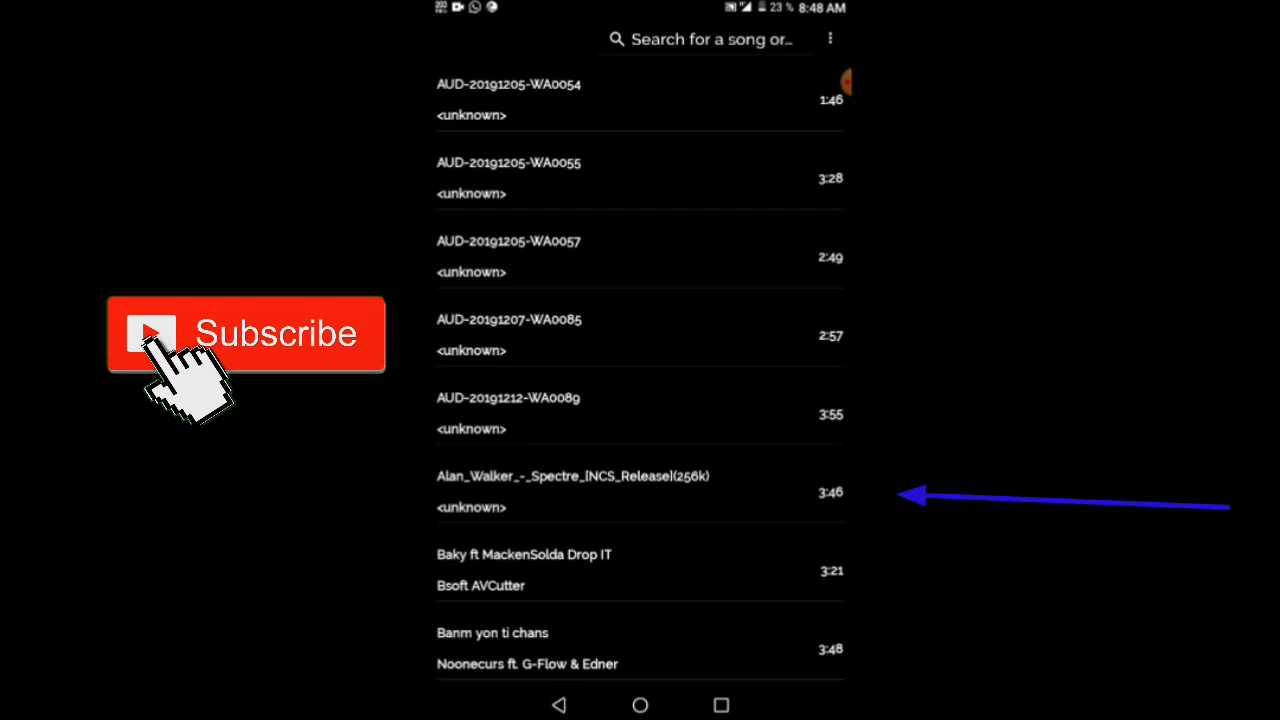 23 % 8:48 AM
Search for a song or...
AUD-20191205-WA0054
1:46
<unknown>
AUD-20191205-WA0055
3:28
<unknown>
AUD-20191205-WA0057
2:49
<unknown>
AUD-20191207-WA0085
2:57
<unknown>
Subscribe
AUD-20191212-WA0089
3:55
<unknown>
Alan_Walker_-_Spectre_[NCS_Release](256k)
3:46
<unknown>
Baky ft MackenSolda Drop IT
3:21
Bsoft AVCutter
Banm yon ti chans
3:48
Noonecurs ft. G-Flow & Edner